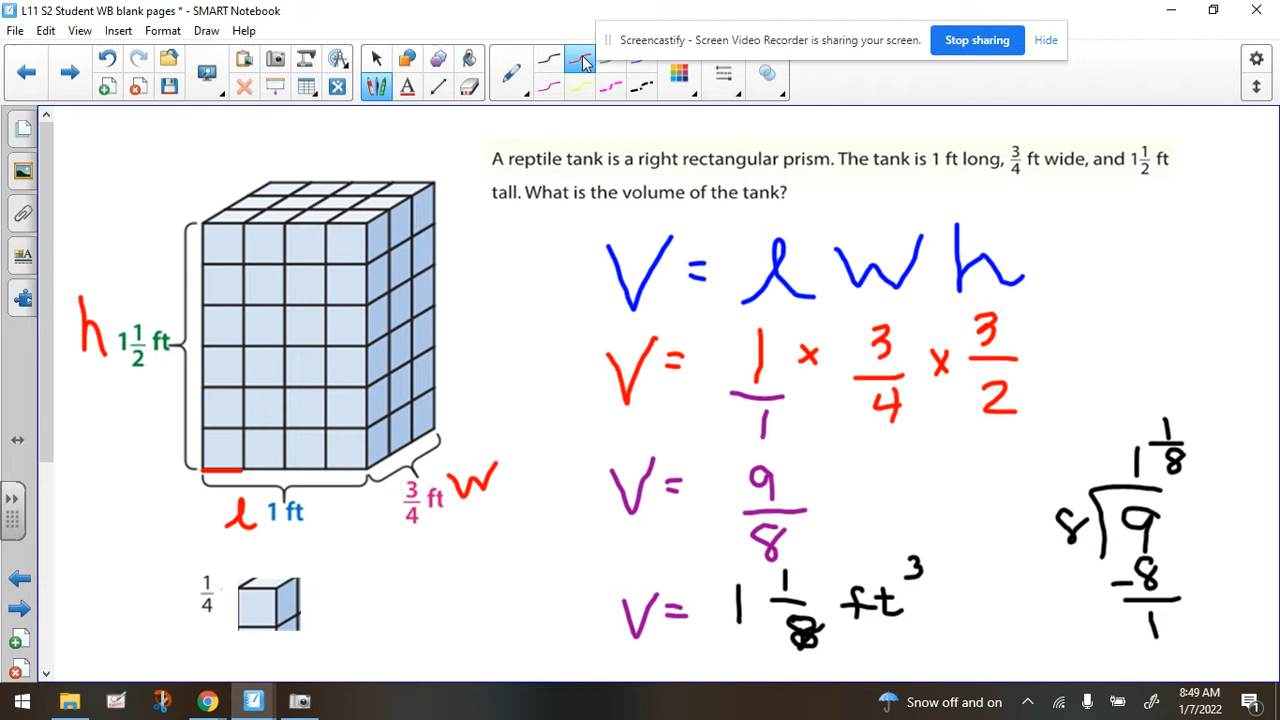 L11 S2 Student WB blank pages * - SMART Notebook
File Edit View Insert Format Draw Help
Screencastify - Screen Video Recorder is sharing your screen.
Stop sharing
Hide
A reptile tank is a right rectangular prism. The tank is 1 ft long, 3/4 ft wide, and 1 1/2 ft
tall. What is the volume of the tank?
V = l w h
V = 1/1 × 3/4 × 3/2
V = 9/8
V = 1 1/8 ft³
1 1/8
8 9
-8
1
h 1 1/2 ft
l 1 ft
3/4 ft w
1/4
Snow off and on
8:49 AM
1/7/2022
1